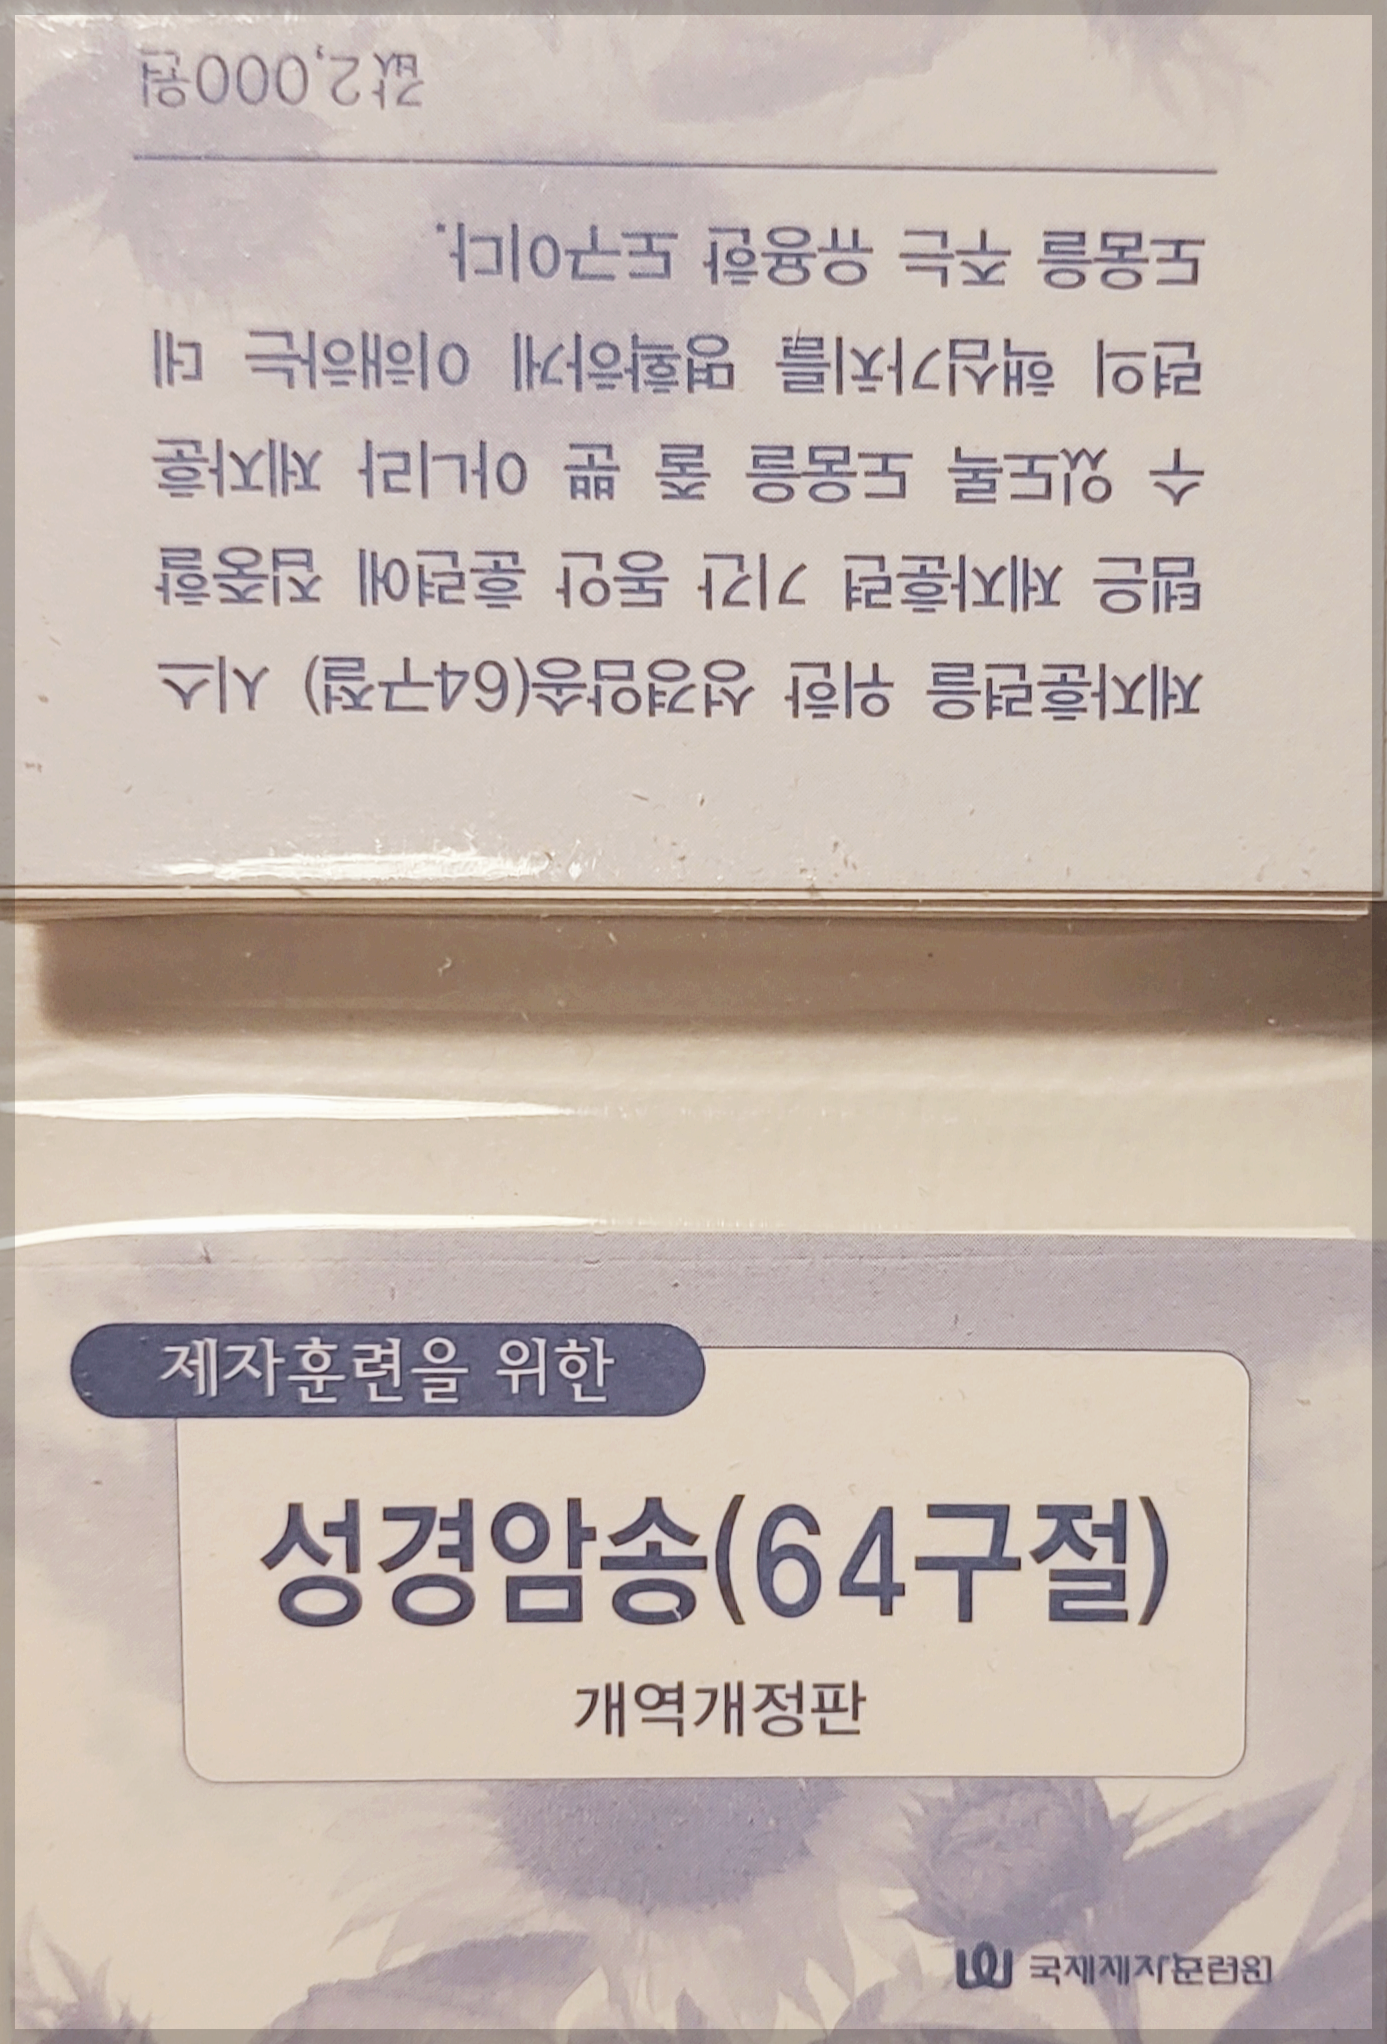 제자훈련을 위한 성경암송(64구절) 시스
템은 제자훈련 기간 동안 훈련에 집중할
수 있도록 도움을 줄 뿐 아니라 제자훈
련의 핵심가치를 명확하게 이해하는 데
도움을 주는 유용한 도구이다.
값2,000원
제자훈련을 위한
성경암송(64구절)
개역개정판
국제제자훈련원